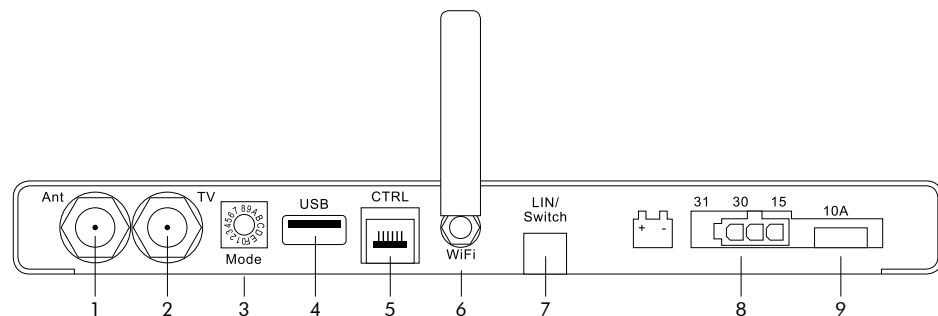 Ant
TV
3456789ABCDEF012
Mode
USB
CTRL
WiFi
LIN/
Switch
+ -
31 30 15
10A
1 2 3 4 5 6 7 8 9